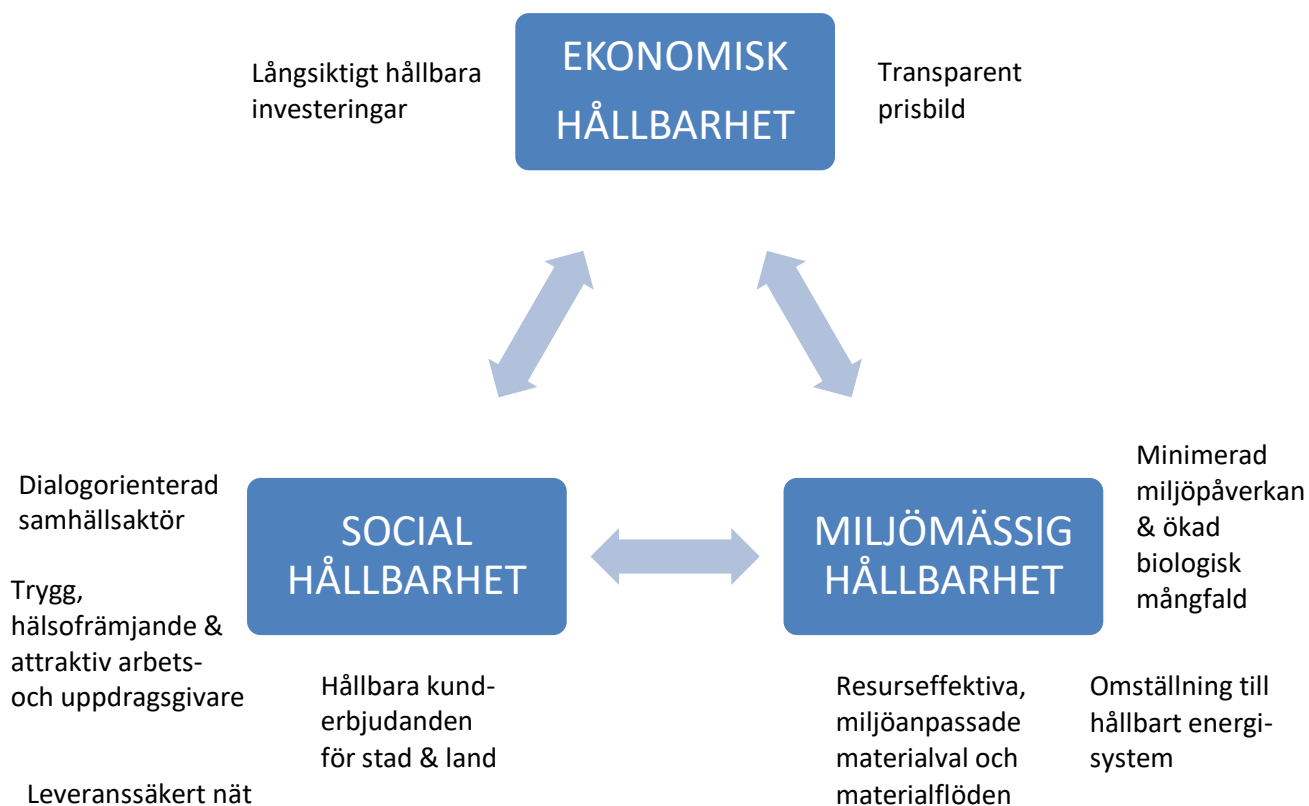 Långsiktigt hållbara
investeringar
EKONOMISK
HÅLLBARHET
Transparent
prisbild
Dialogorienterad
samhällsaktör
Trygg,
hälsofrämjande &
attraktiv arbets-
och uppdragsgivare
Leveranssäkert nät
SOCIAL
HÅLLBARHET
Hållbara kund-
erbjudanden
för stad & land
MILJÖMÄSSIG
HÅLLBARHET
Minimerad
miljöpåverkan
& ökad
biologisk
mångfald
Resurseffektiva,
miljöanpassade
materialval och
materialflöden
Omställning till
hållbart energi-
system